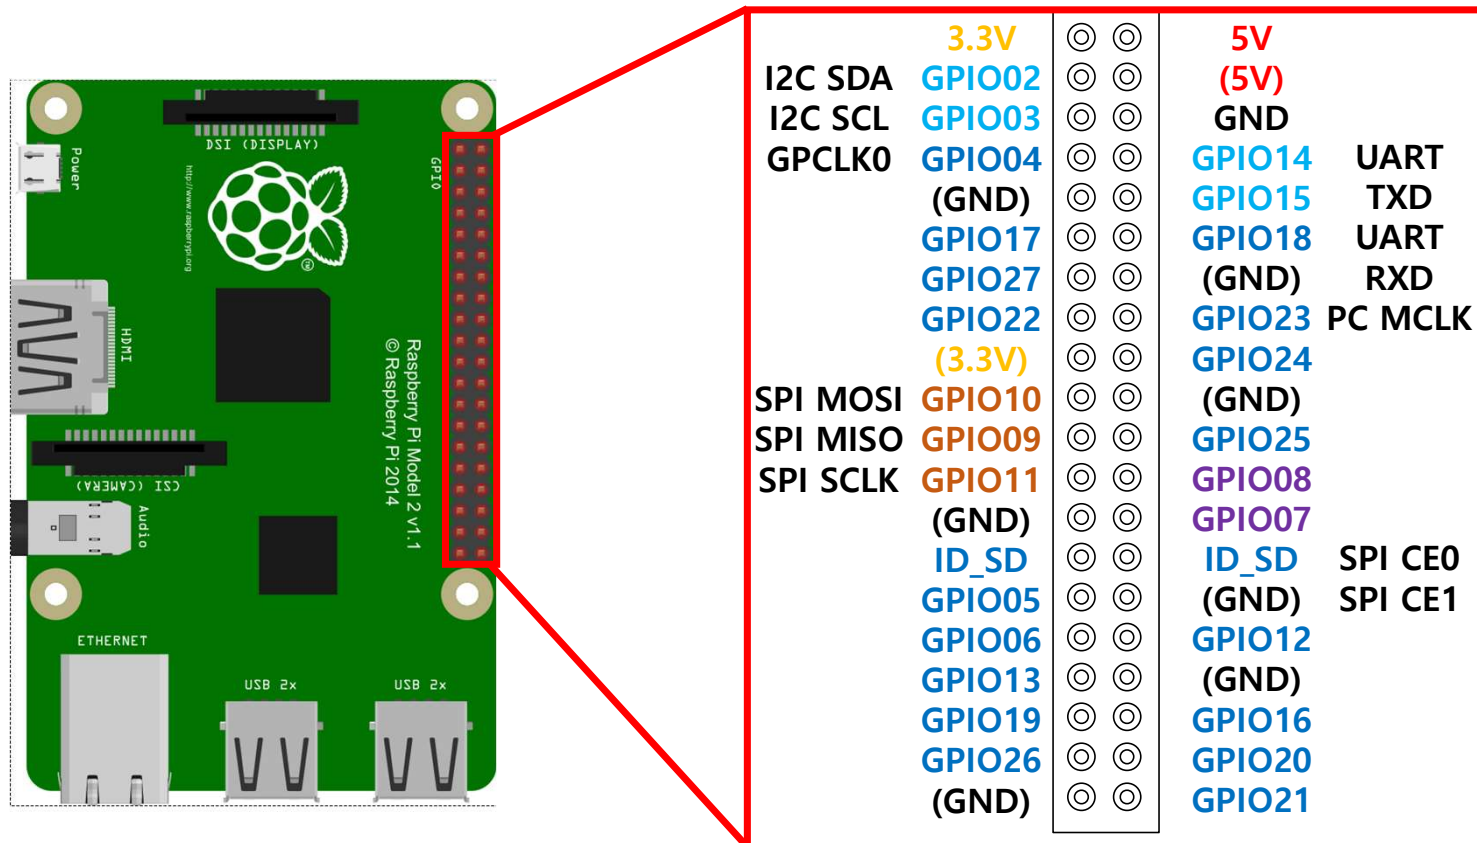 DSI (DISPLAY)
Power
GPIO
http://www.raspberrypi.org
TM
HDMI
Raspberry Pi Model 2 v1.1
© Raspberry Pi 2014
CSI (CAMERA)
Audio
ETHERNET
USB 2x
USB 2x
3.3V 5V
I2C SDA GPIO02 (5V)
I2C SCL GPIO03 GND
GPCLK0 GPIO04 GPIO14 UART
(GND) GPIO15 TXD
GPIO17 GPIO18 UART
GPIO27 (GND) RXD
GPIO22 GPIO23 PC MCLK
(3.3V) GPIO24
SPI MOSI GPIO10 (GND)
SPI MISO GPIO09 GPIO25
SPI SCLK GPIO11 GPIO08
(GND) GPIO07
ID_SD ID_SD SPI CE0
GPIO05 (GND) SPI CE1
GPIO06 GPIO12
GPIO13 (GND)
GPIO19 GPIO16
GPIO26 GPIO20
(GND) GPIO21